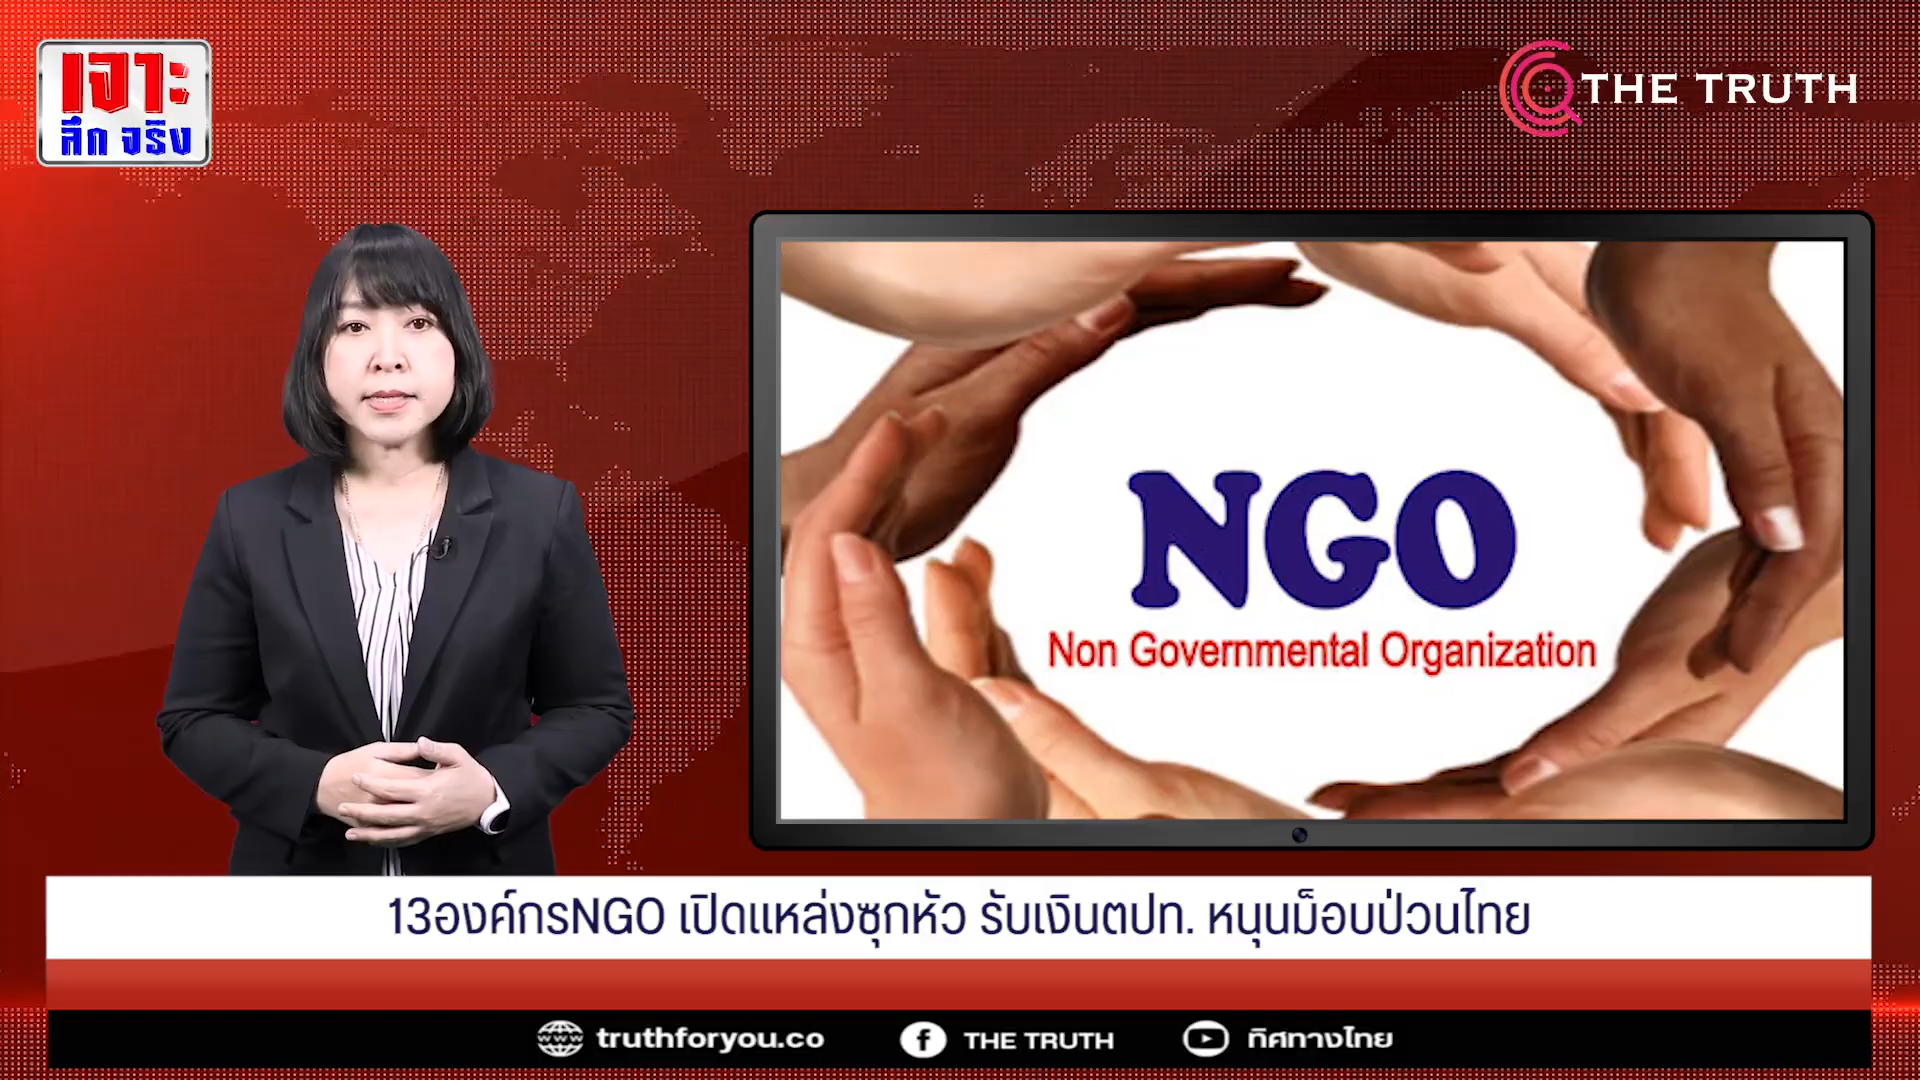 เจาะ
ลึก จริง
THE TRUTH
NGO
Non Governmental Organization
13องค์กรNGO เปิดแหล่งซุกหัว รับเงินตปท. หนุนม็อบป่วนไทย
www truthforyou.co
f THE TRUTH
ทิศทางไทย